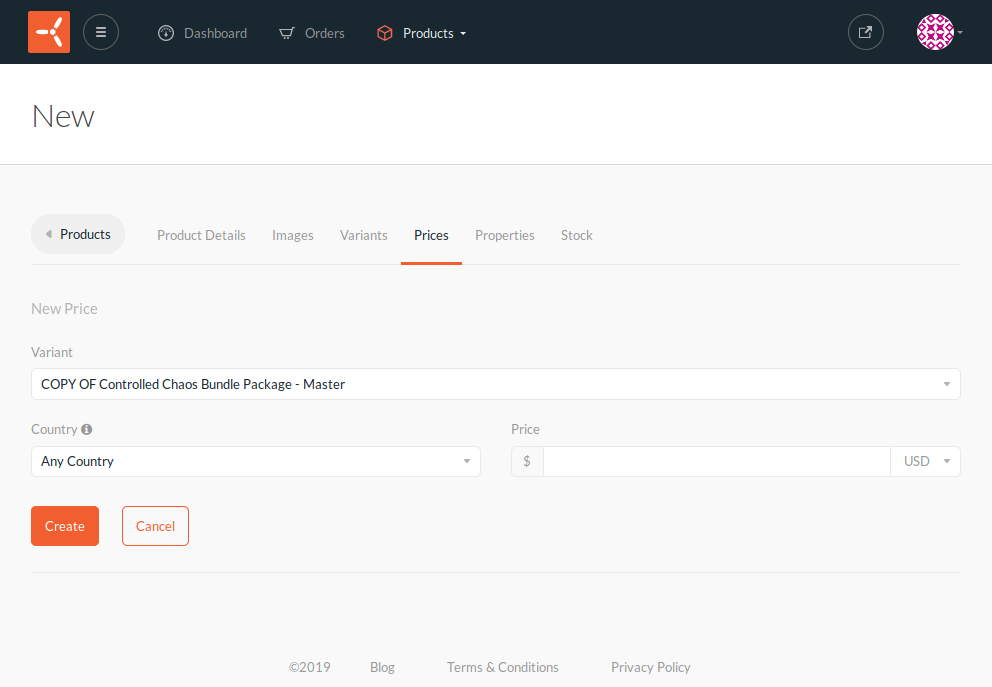 Dashboard Orders Products
New
Products Product Details Images Variants Prices Properties Stock
New Price
Variant
COPY OF Controlled Chaos Bundle Package - Master
Country Price
Any Country $ USD
Create Cancel
©2019 Blog Terms & Conditions Privacy Policy